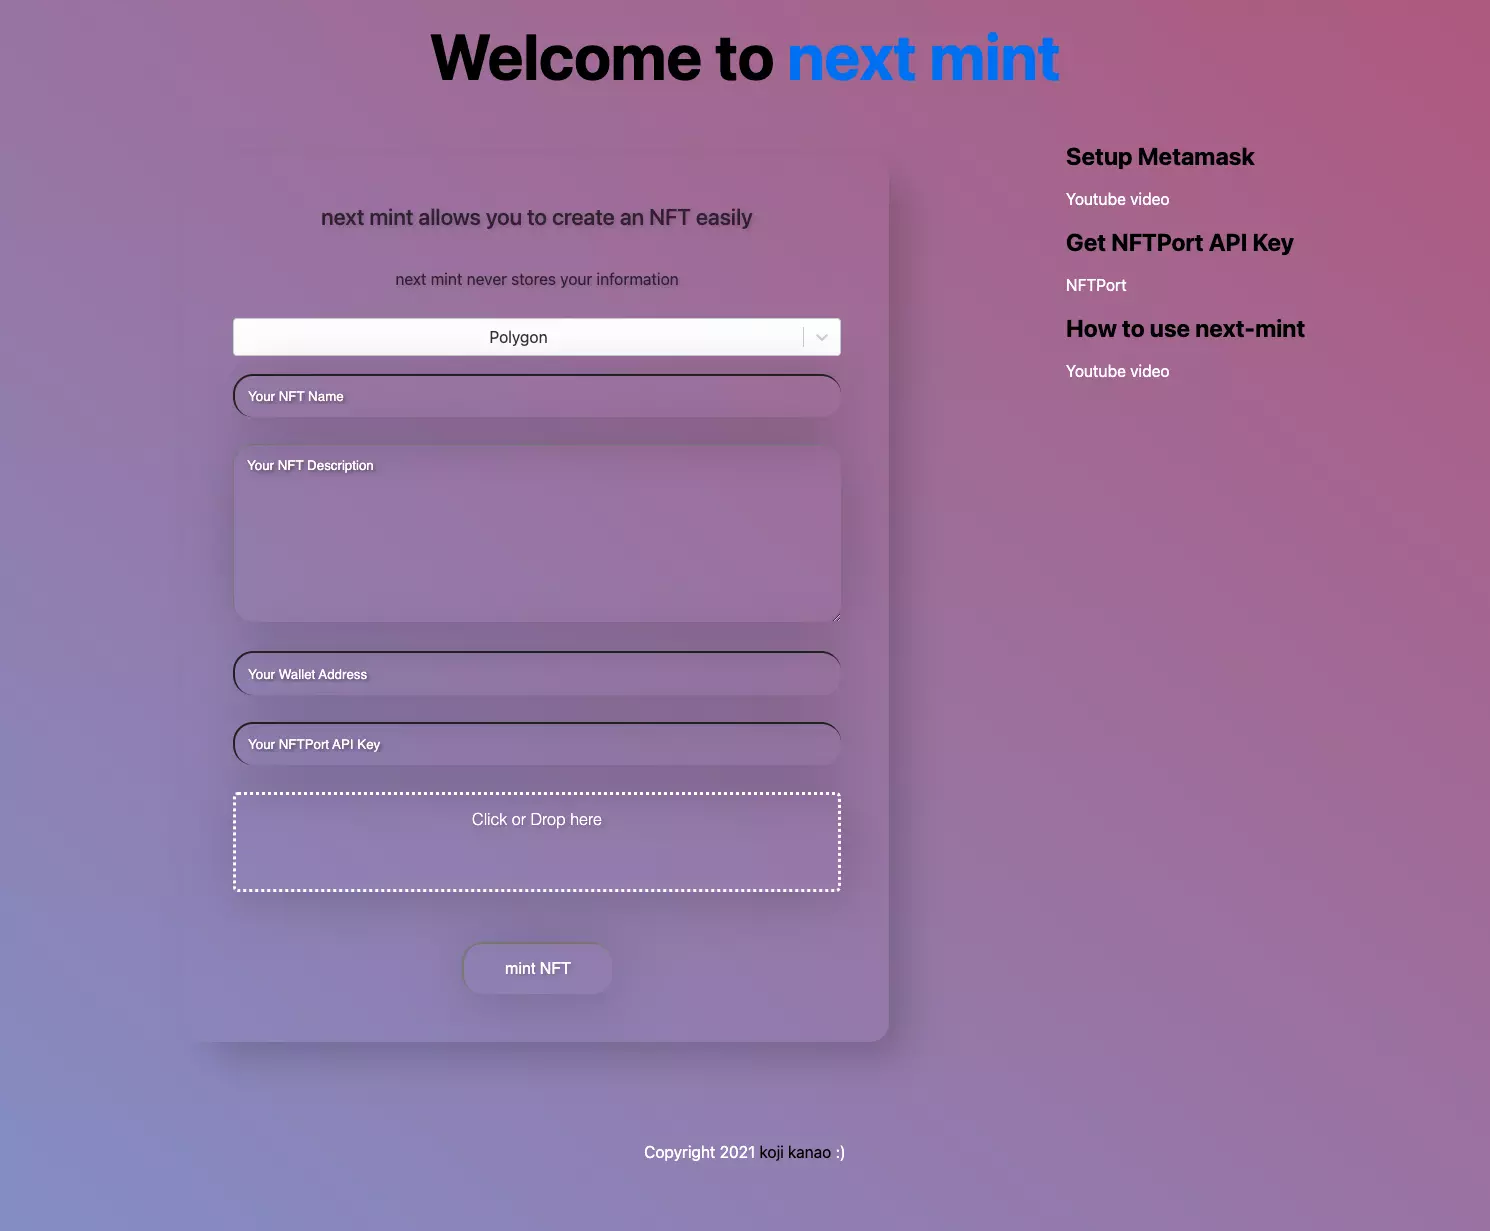 Welcome to next mint
next mint allows you to create an NFT easily
next mint never stores your information
Polygon
Your NFT Name
Your NFT Description
Your Wallet Address
Your NFTPort API Key
Click or Drop here
mint NFT
Setup Metamask
Youtube video
Get NFTPort API Key
NFTPort
How to use next-mint
Youtube video
Copyright 2021 koji kanao :)